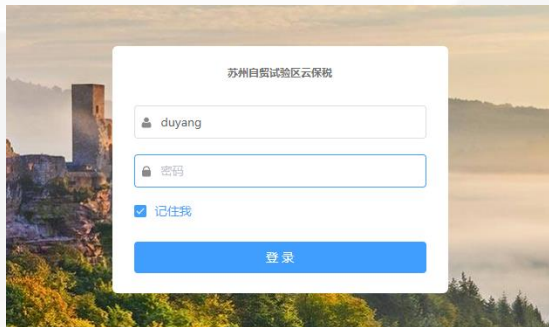 苏州自贸试验区云保税
duyang
密码
记住我
登 录